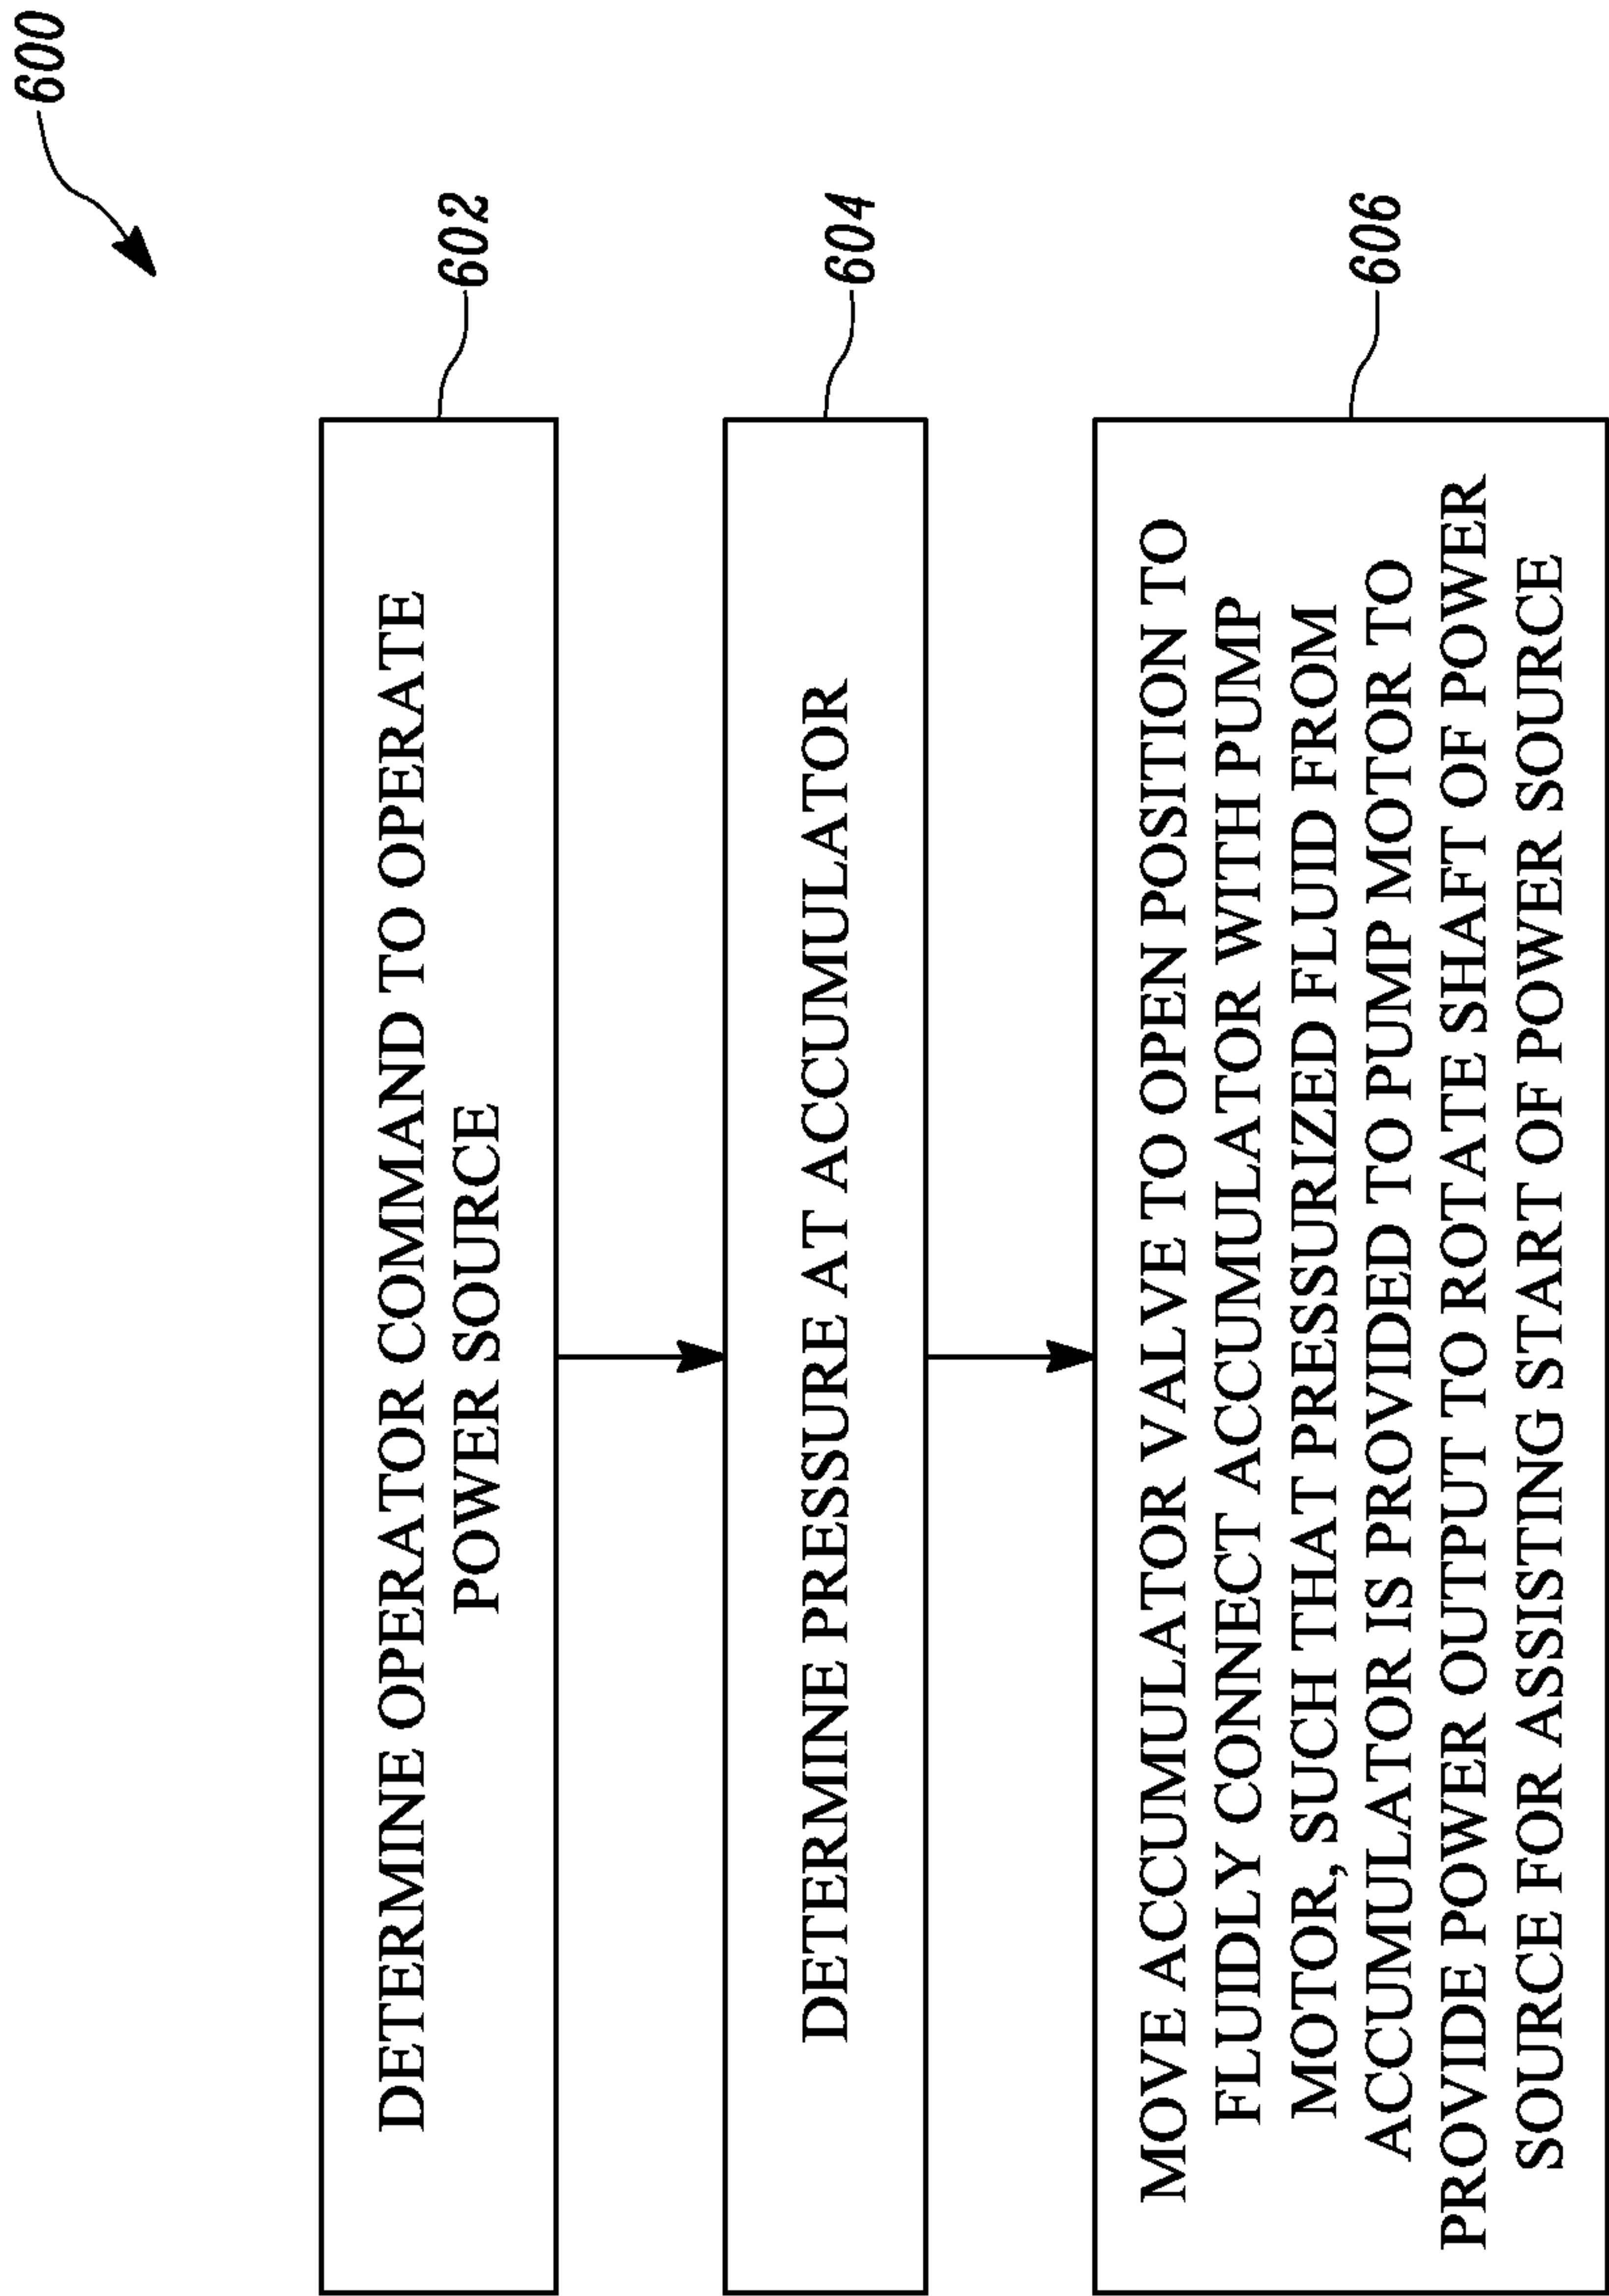 600
602
DETERMINE OPERATOR COMMAND TO OPERATE
POWER SOURCE
604
DETERMINE PRESSURE AT ACCUMULATOR
606
MOVE ACCUMULATOR VALVE TO OPEN POSITION TO
FLUIDLY CONNECT ACCUMULATOR WITH PUMP
MOTOR, SUCH THAT PRESSURIZED FLUID FROM
ACCUMULATOR IS PROVIDED TO PUMP MOTOR TO
PROVIDE POWER OUTPUT TO ROTATE SHAFT OF POWER
SOURCE FOR ASSISTING START OF POWER SOURCE